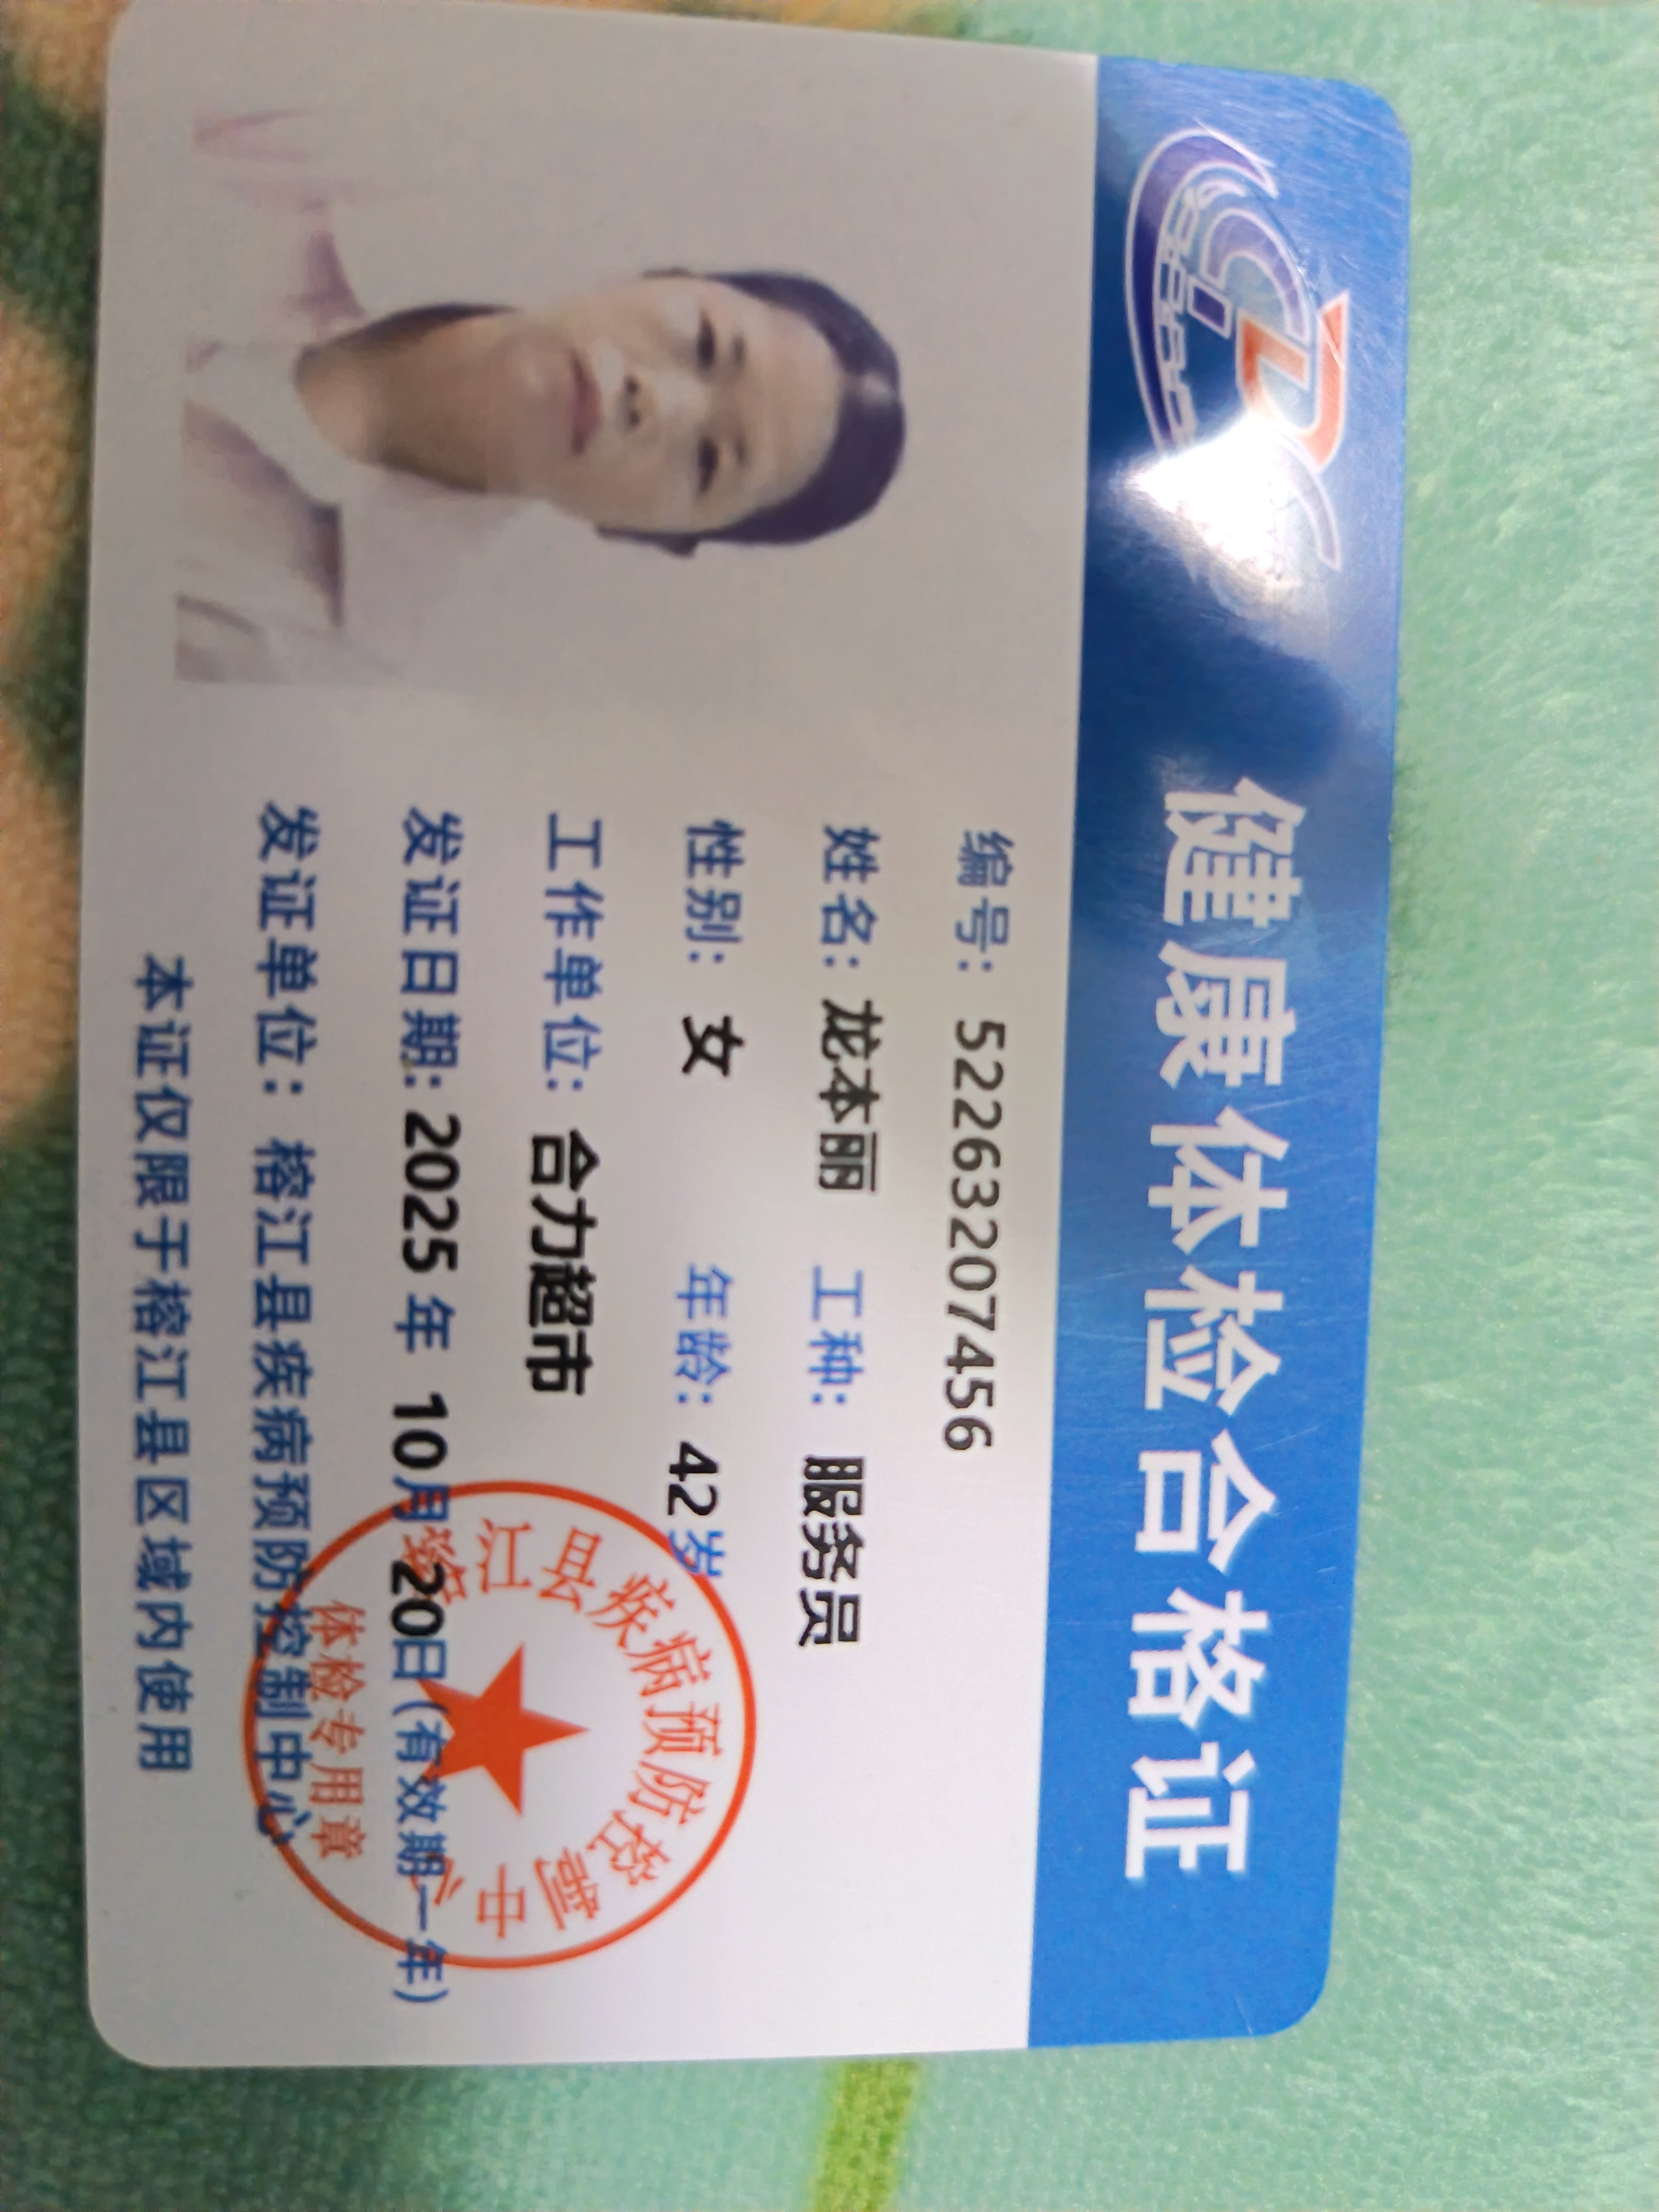 健康体检合格证
编号: 52263207456
姓名: 龙本丽 工种: 服务员
性别: 女 年龄: 42岁
工作单位: 合力超市
发证日期: 2025年 10月 20日(有效期一年)
发证单位: 榕江县疾病预防控制中心
本证仅限于榕江县区域内使用
榕江县疾病预防控制中心
体检专用章